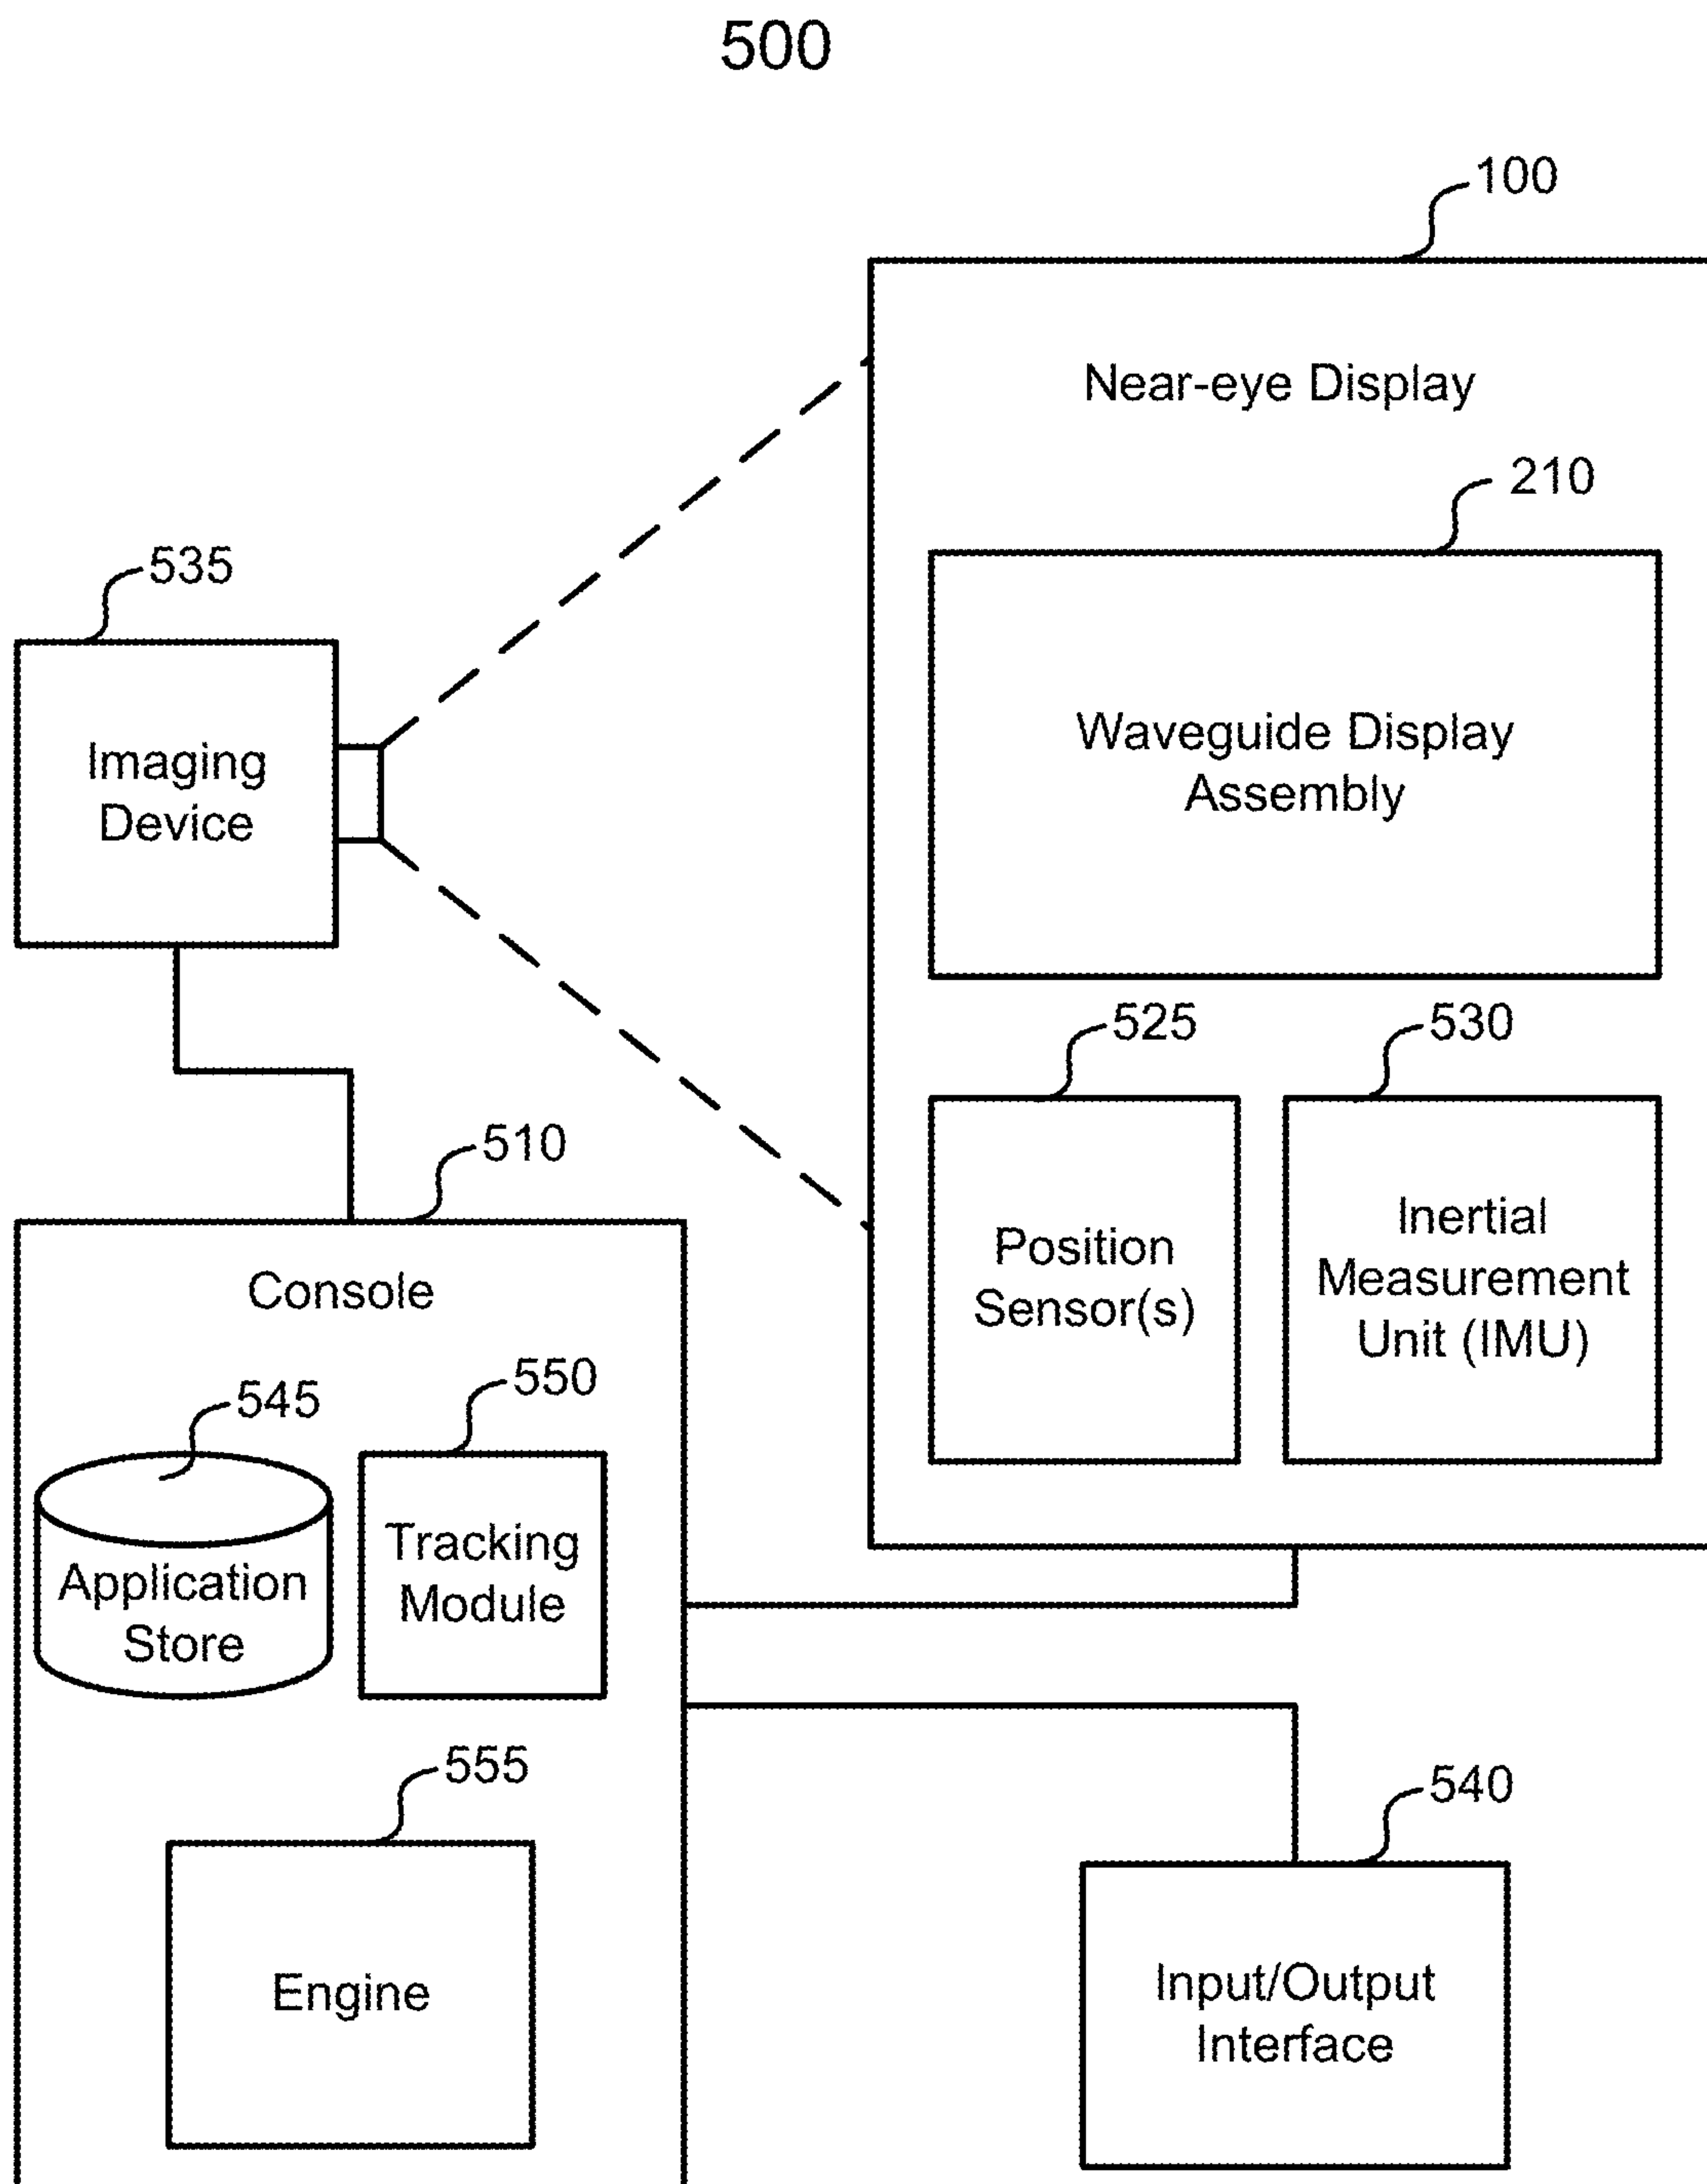 500
100
Near-eye Display
210
Waveguide Display
Assembly
535
Imaging
Device
525
Position
Sensor(s)
530
Inertial
Measurement
Unit (IMU)
510
Console
545
Application
Store
550
Tracking
Module
555
Engine
540
Input/Output
Interface